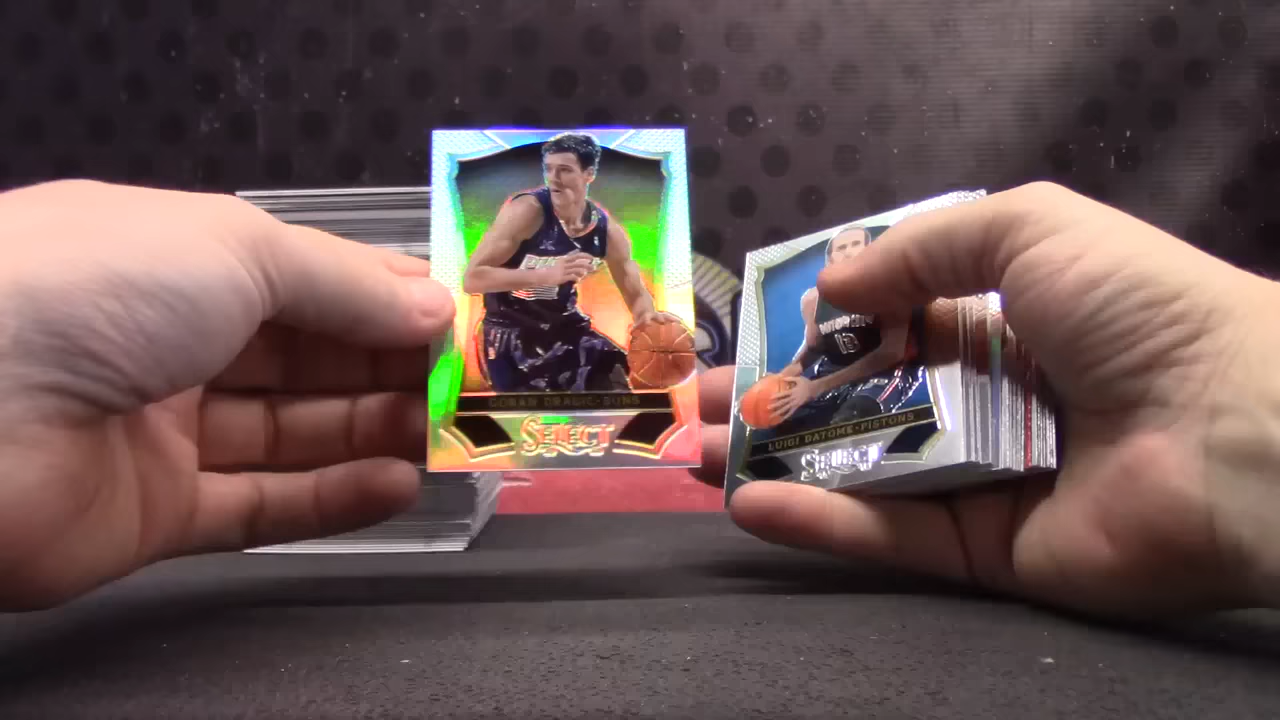 GORAN DRAGIC-SUNS
SELECT
LUIGI DATOME-PISTONS
SELECT